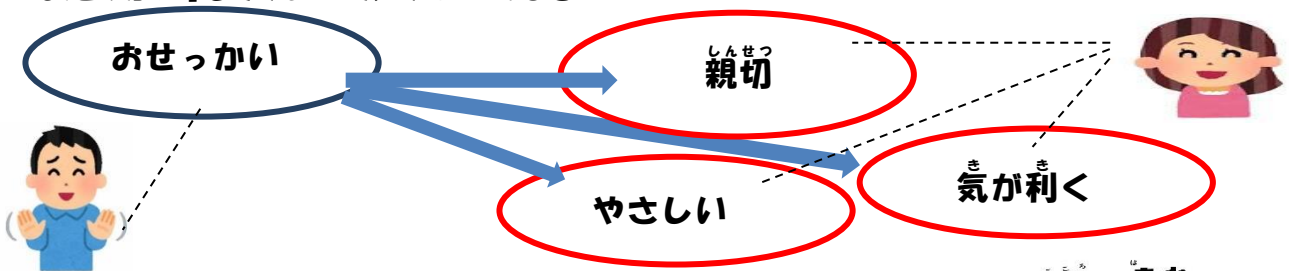 おせっかい
しんせつ
親切
き き
気が利く
やさしい